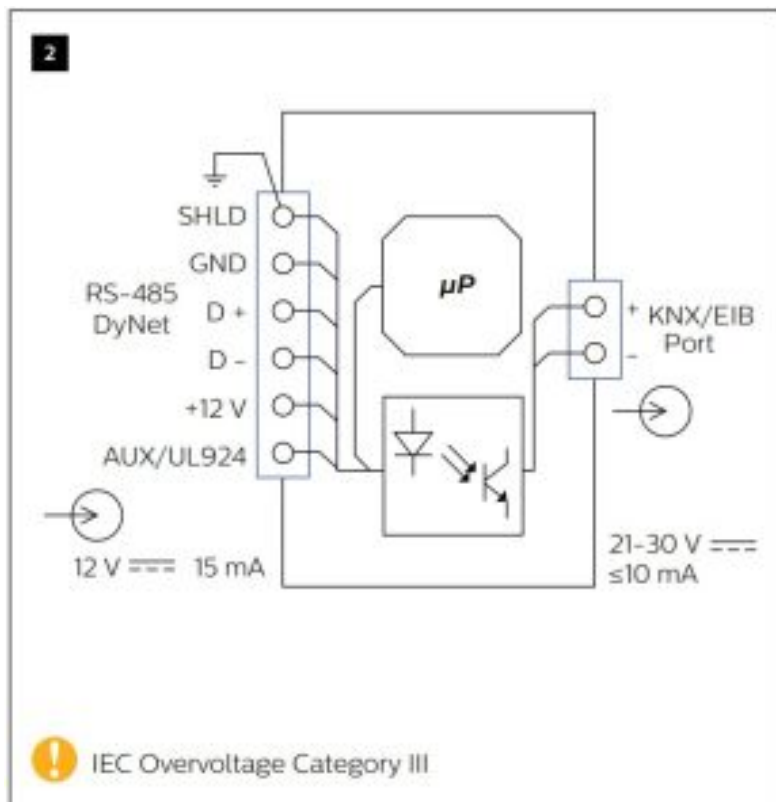 2
SHLD
GND
RS-485
DyNet
D +
D -
+12 V
AUX/UL924
12 V 15 mA
µP
+
-
KNX/EIB
Port
21-30 V
≤10 mA
! IEC Overvoltage Category III